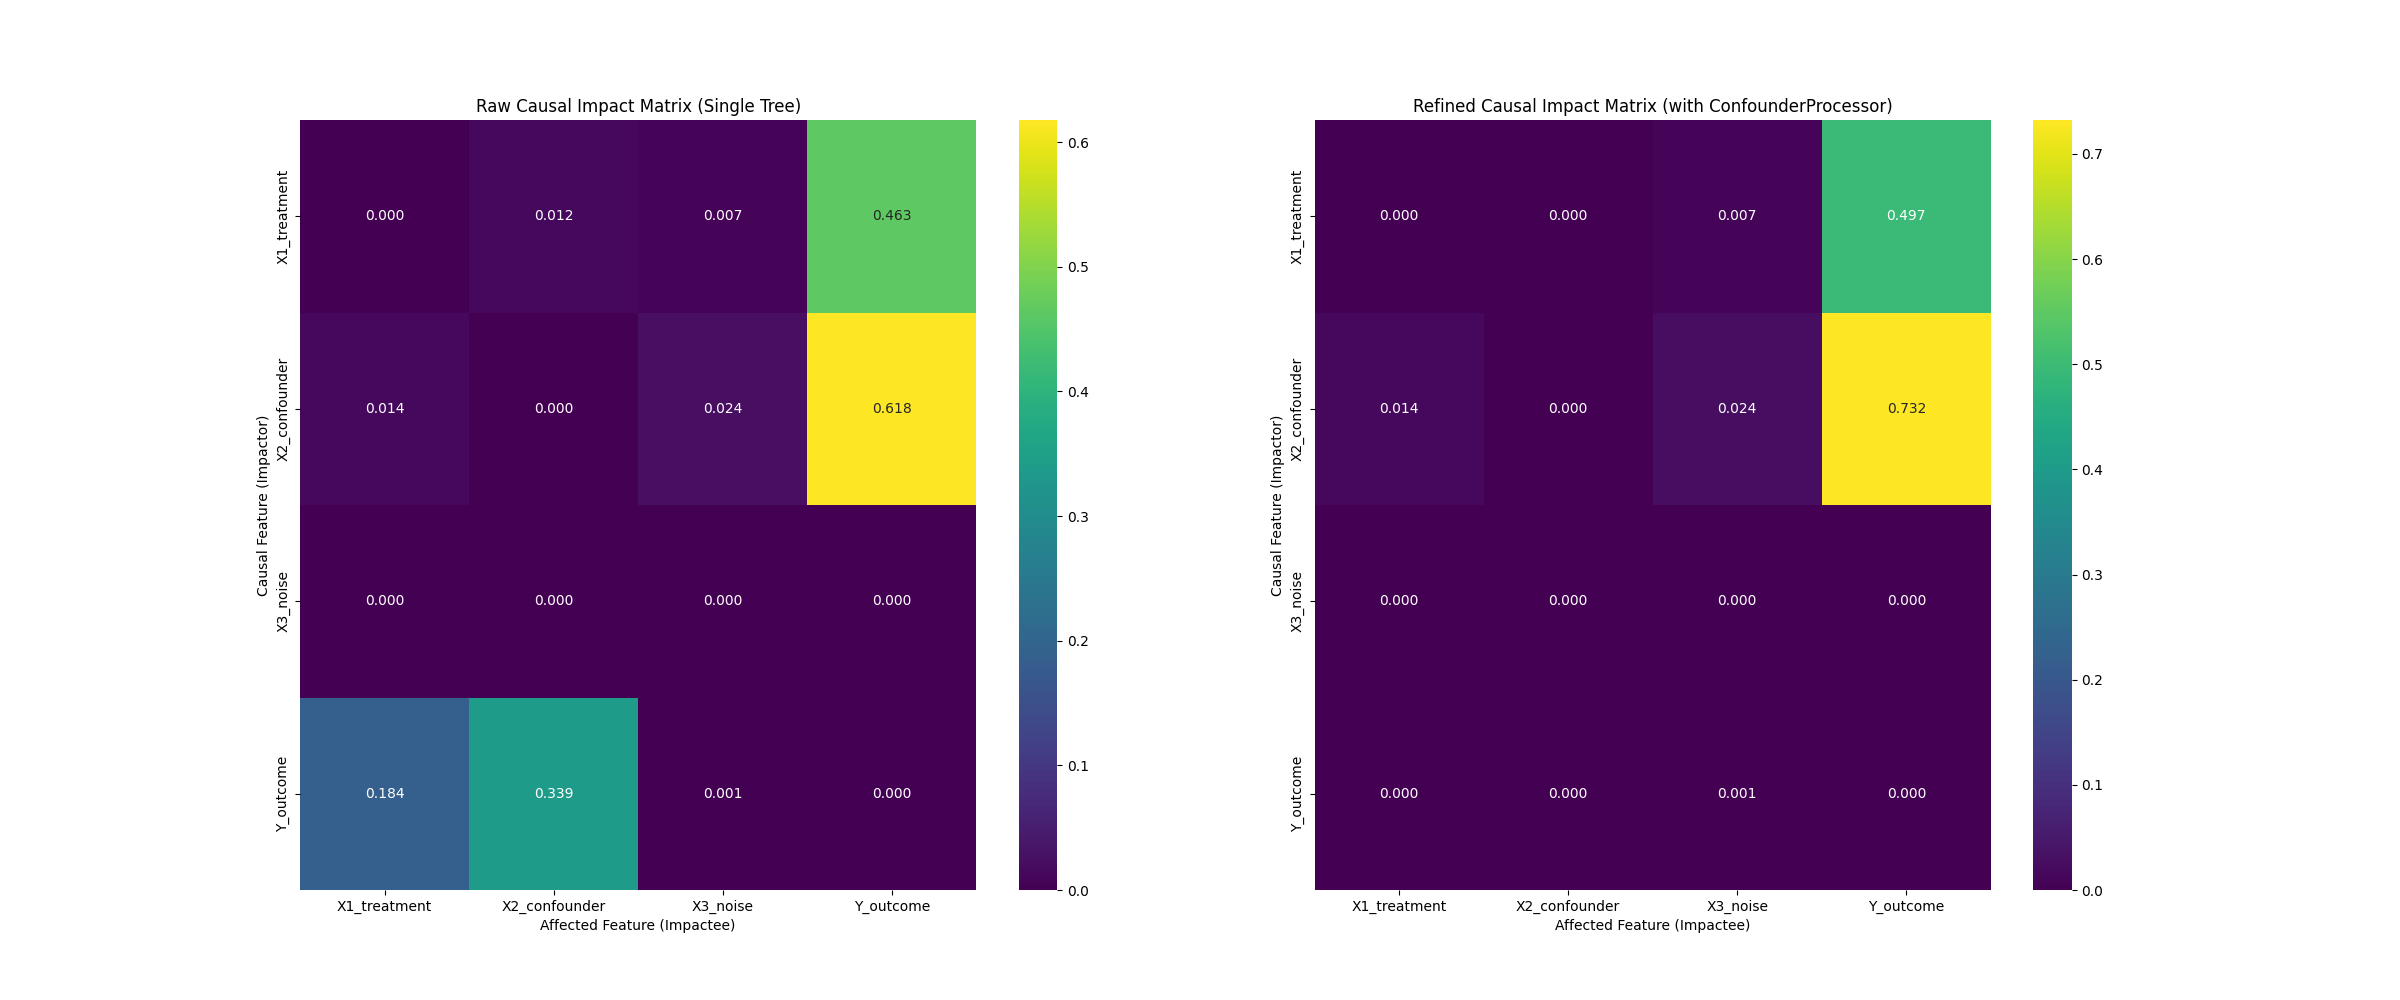 Raw Causal Impact Matrix (Single Tree)
Causal Feature (Impactor)
X1_treatment
0.000 0.012 0.007 0.463
X2_confounder
0.014 0.000 0.024 0.618
X3_noise
0.000 0.000 0.000 0.000
Y_outcome
0.184 0.339 0.001 0.000
X1_treatment X2_confounder X3_noise Y_outcome
Affected Feature (Impactee)
0.6
0.5
0.4
0.3
0.2
0.1
0.0
Refined Causal Impact Matrix (with ConfounderProcessor)
Causal Feature (Impactor)
X1_treatment
0.000 0.000 0.007 0.497
X2_confounder
0.014 0.000 0.024 0.732
X3_noise
0.000 0.000 0.000 0.000
Y_outcome
0.000 0.000 0.001 0.000
X1_treatment X2_confounder X3_noise Y_outcome
Affected Feature (Impactee)
0.7
0.6
0.5
0.4
0.3
0.2
0.1
0.0